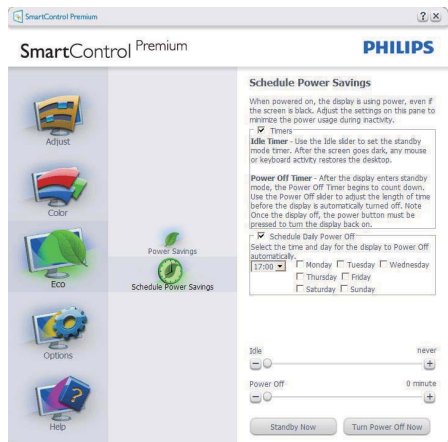 SmartControl Premium
SmartControl Premium
PHILIPS
Adjust
Color
Eco
Options
Help
Power Savings
Schedule Power Savings
Schedule Power Savings
When powered on, the display is using power, even if
the screen is black. Adjust the settings on this pane to
minimize the power usage during inactivity.
Timers
Idle Timer - Use the Idle slider to set the standby
mode timer. After the screen goes dark, any mouse
or keyboard activity restores the desktop.
Power Off Timer - After the display enters standby
mode, the Power Off Timer begins to count down.
Use the Power Off slider to adjust the length of time
before the display is automatically turned off. Note
Once the display off, the power button must be
pressed to turn the display back on.
Schedule Daily Power Off
Select the time and day for the display to Power Off
automatically.
17:00 Monday Tuesday Wednesday
Thursday Friday
Saturday Sunday
Idle never
Power Off 0 minute
Standby Now Turn Power Off Now